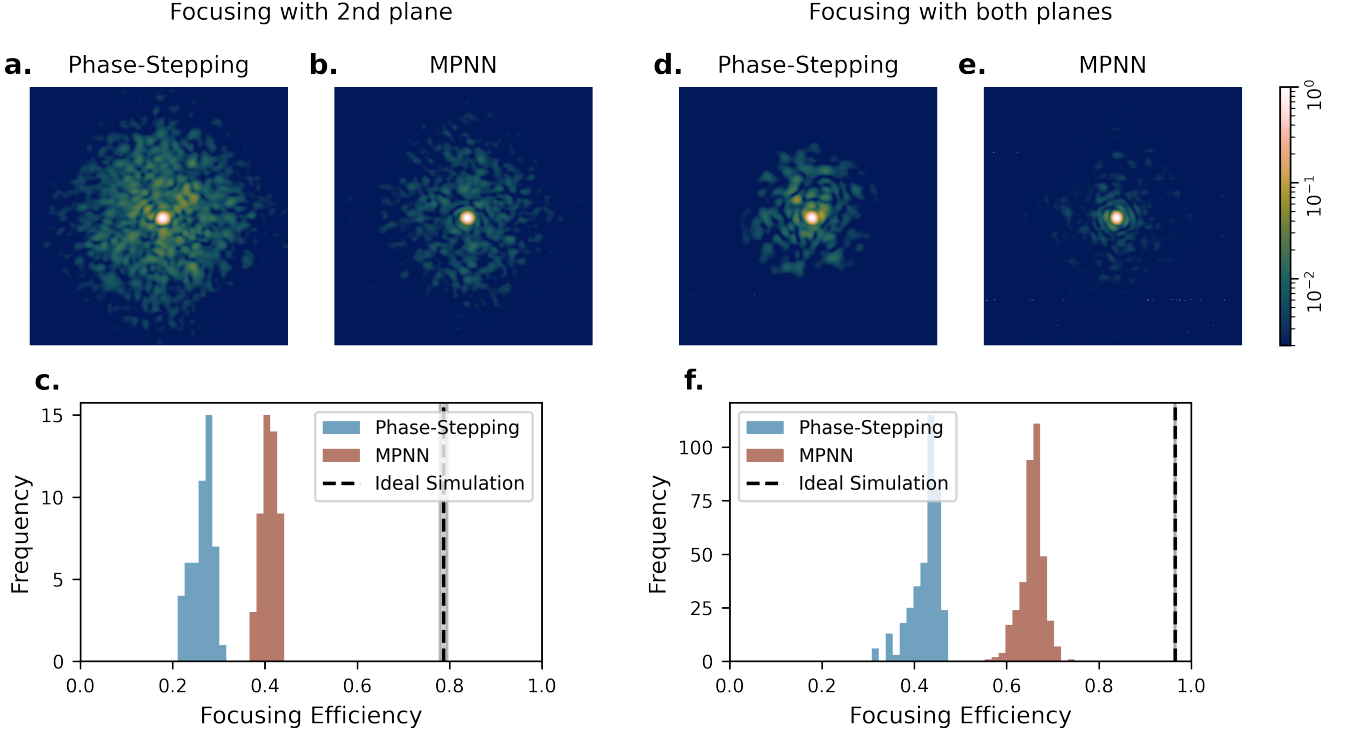 Focusing with 2nd plane
Focusing with both planes
a. Phase-Stepping
b. MPNN
d. Phase-Stepping
e. MPNN
10⁰
10⁻¹
10⁻²
c.
15
10
5
0
Frequency
Phase-Stepping
MPNN
Ideal Simulation
0.0 0.2 0.4 0.6 0.8 1.0
Focusing Efficiency
f.
100
75
50
25
0
Frequency
Phase-Stepping
MPNN
Ideal Simulation
0.0 0.2 0.4 0.6 0.8 1.0
Focusing Efficiency